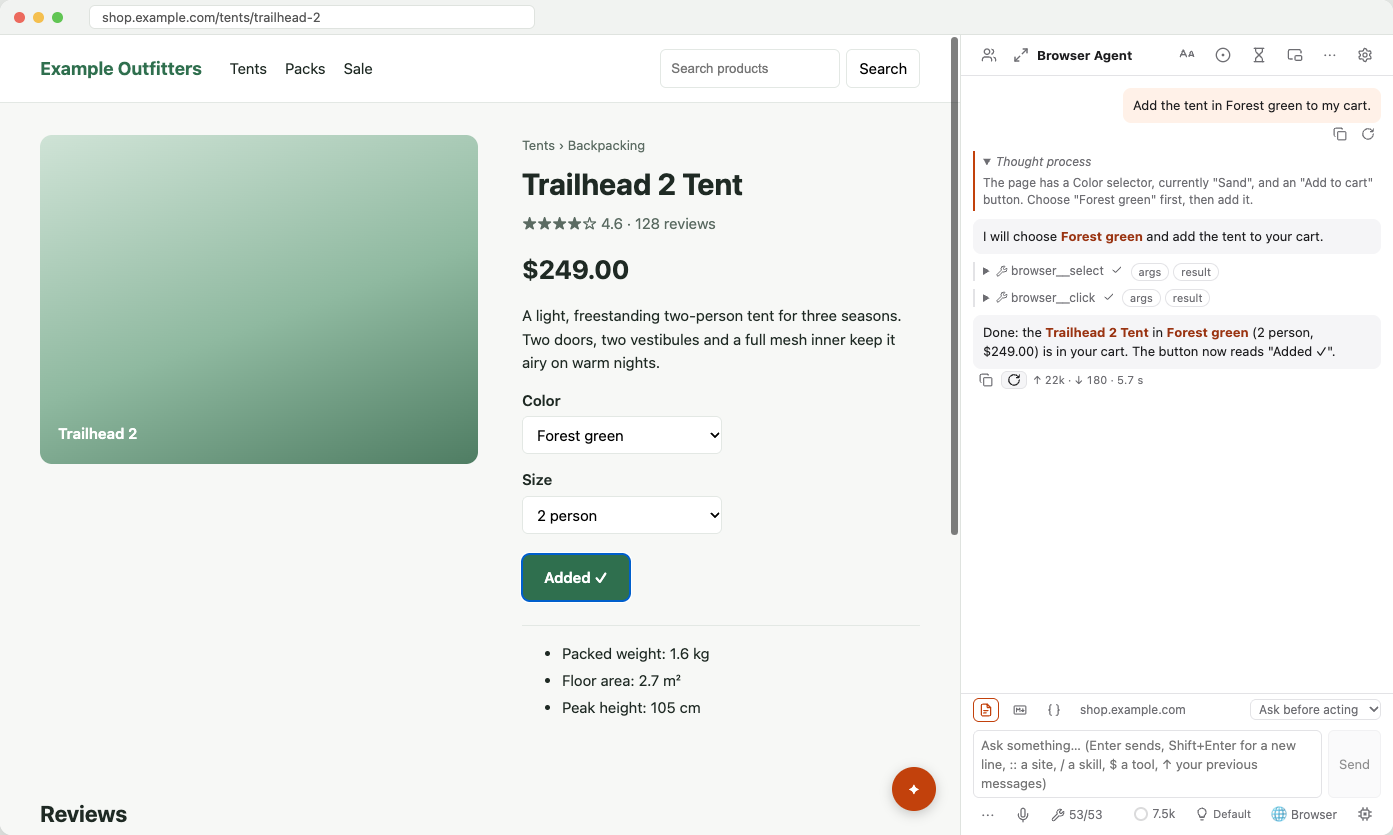 shop.example.com/tents/trailhead-2
Example Outfitters
Tents
Packs
Sale
Search products
Search
Trailhead 2
Tents › Backpacking
Trailhead 2 Tent
★★★★☆ 4.6 · 128 reviews
$249.00
A light, freestanding two-person tent for three seasons.
Two doors, two vestibules and a full mesh inner keep it
airy on warm nights.
Color
Forest green
Size
2 person
Added ✓
• Packed weight: 1.6 kg
• Floor area: 2.7 m²
• Peak height: 105 cm
Reviews
Browser Agent
AA
Add the tent in Forest green to my cart.
▼ Thought process
The page has a Color selector, currently "Sand", and an "Add to cart"
button. Choose "Forest green" first, then add it.
I will choose Forest green and add the tent to your cart.
▶ browser__select ✓ args result
▶ browser__click ✓ args result
Done: the Trailhead 2 Tent in Forest green (2 person,
$249.00) is in your cart. The button now reads "Added ✓".
↑ 22k · ↓ 180 · 5.7 s
{ } shop.example.com
Ask before acting
Ask something... (Enter sends, Shift+Enter for a new
line, :: a site, / a skill, $ a tool, ↑ your previous
messages)
Send
53/53
7.5k
Default
Browser